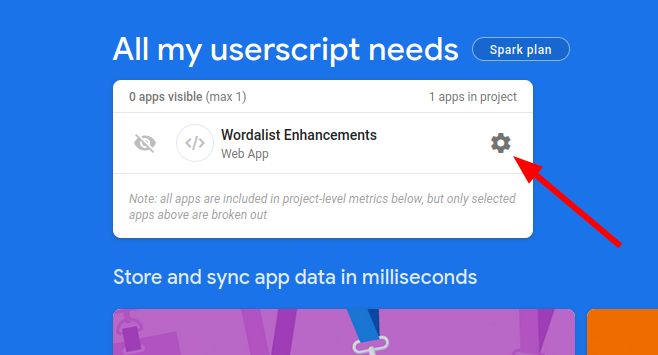 All my userscript needs Spark plan
0 apps visible (max 1) 1 apps in project
Wordalist Enhancements
Web App
Note: all apps are included in project-level metrics below, but only selected
apps above are broken out
Store and sync app data in milliseconds